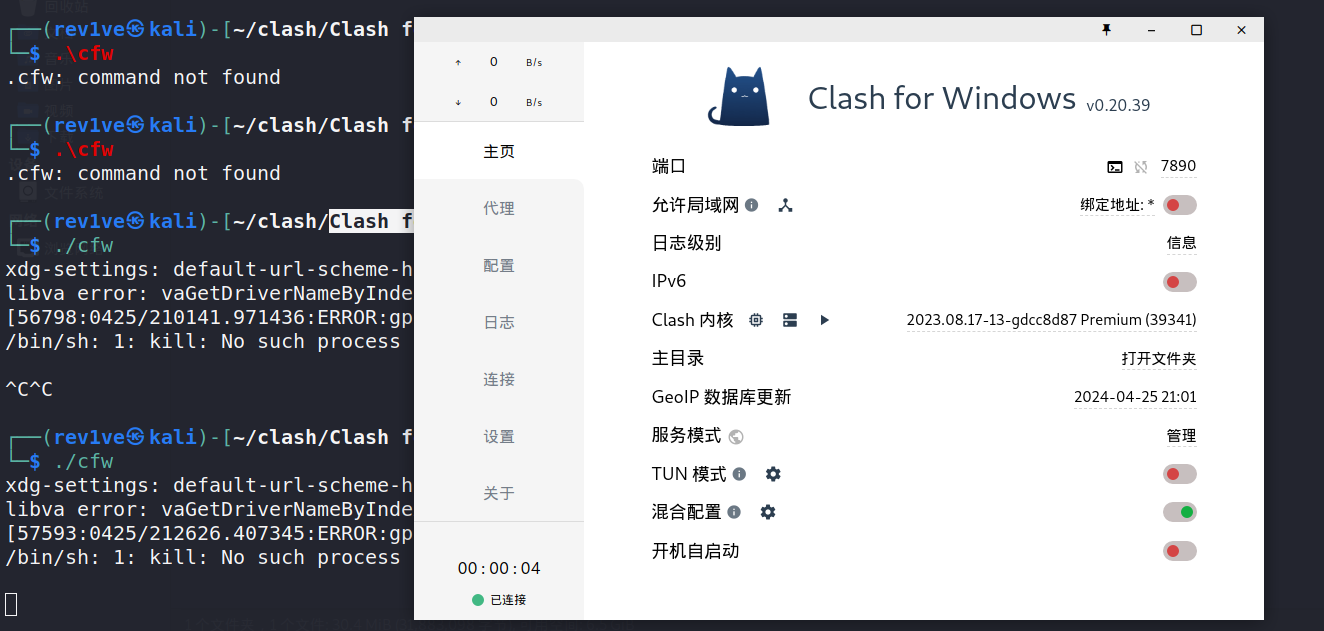 ┌──(rev1ve㉿kali)-[~/clash/Clash f
└─$ .\cfw
.cfw: command not found
┌──(rev1ve㉿kali)-[~/clash/Clash f
└─$ .\cfw
.cfw: command not found
┌──(rev1ve㉿kali)-[~/clash/Clash f
└─$ ./cfw
xdg-settings: default-url-scheme-h
libva error: vaGetDriverNameByInde
[56798:0425/210141.971436:ERROR:gp
/bin/sh: 1: kill: No such process
^C^C
┌──(rev1ve㉿kali)-[~/clash/Clash f
└─$ ./cfw
xdg-settings: default-url-scheme-h
libva error: vaGetDriverNameByInde
[57593:0425/212626.407345:ERROR:gp
/bin/sh: 1: kill: No such process
↑ 0 B/s
↓ 0 B/s
主页
代理
配置
日志
连接
设置
关于
00 : 00 : 04
已连接
Clash for Windows v0.20.39
端口 7890
允许局域网 绑定地址: *
日志级别 信息
IPv6
Clash 内核 2023.08.17-13-gdcc8d87 Premium (39341)
主目录 打开文件夹
GeoIP 数据库更新 2024-04-25 21:01
服务模式 管理
TUN 模式
混合配置
开机自启动
回收站
文件系统